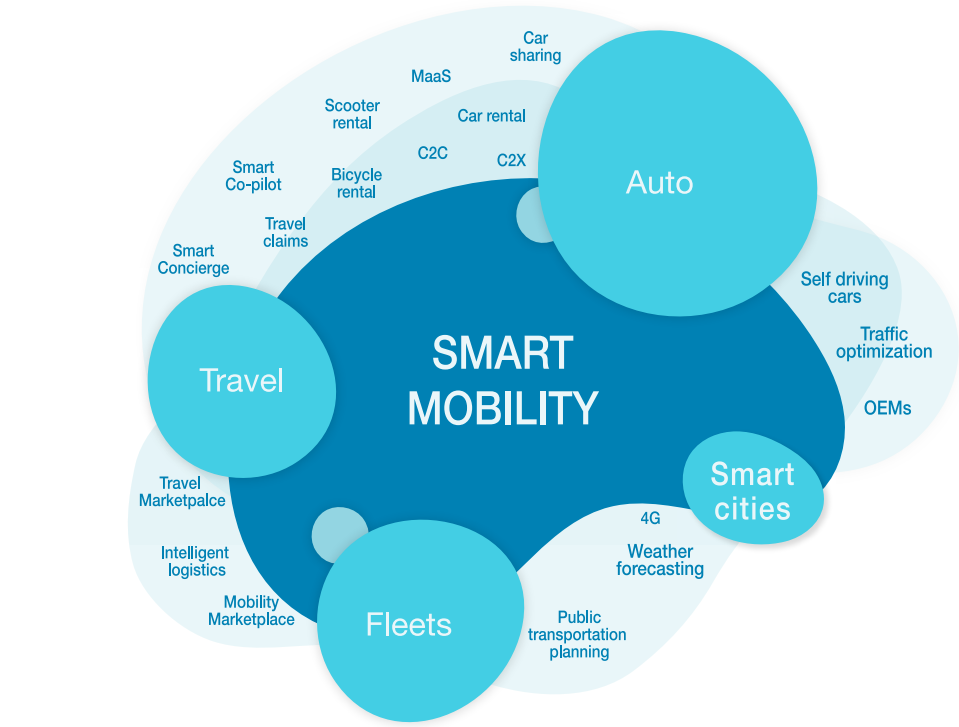 Car
sharing
MaaS
Scooter
rental
Car rental
C2C
C2X
Smart
Co-pilot
Bicycle
rental
Travel
claims
Smart
Concierge
Auto
Self driving
cars
Traffic
optimization
OEMs
SMART
MOBILITY
Travel
Smart
cities
Travel
Marketpalce
Intelligent
logistics
Mobility
Marketplace
Fleets
4G
Weather
forecasting
Public
transportation
planning